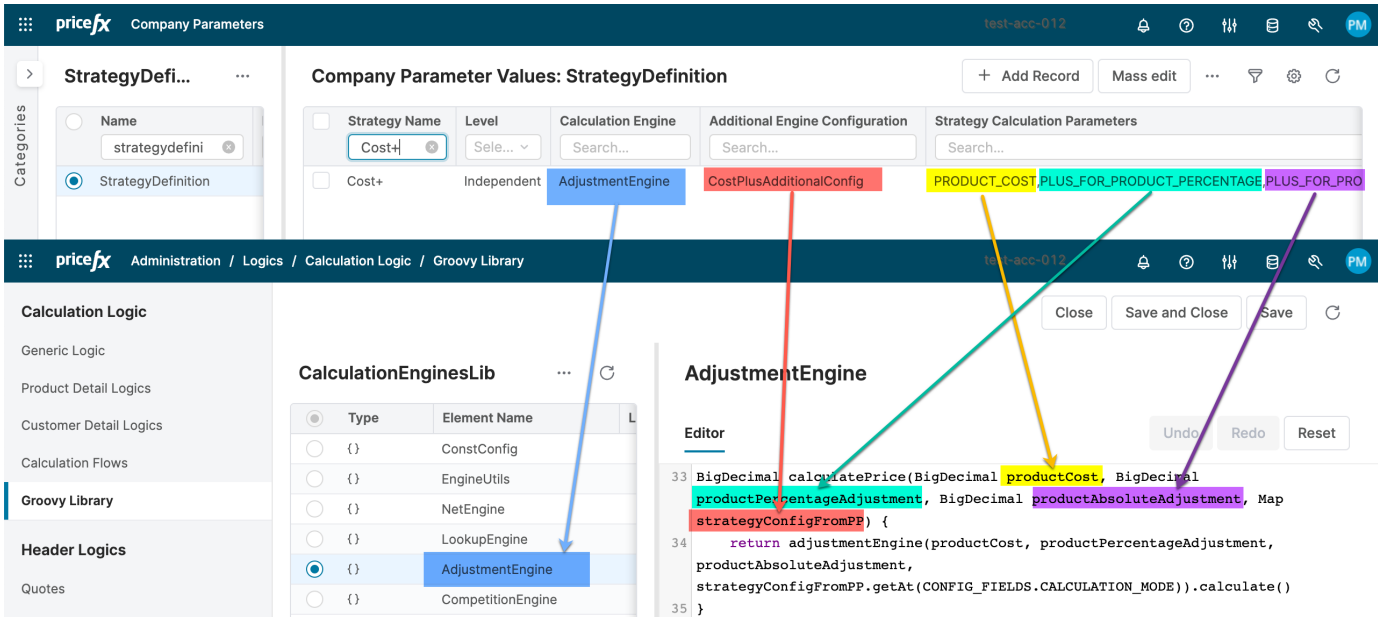 pricefx Company Parameters test-acc-012 PM
StrategyDefi... ...
Company Parameter Values: StrategyDefinition + Add Record Mass edit ...
Categories
Name
strategydefini
StrategyDefinition
Strategy Name Level Calculation Engine Additional Engine Configuration Strategy Calculation Parameters
Cost+ Sele... Search... Search... Search...
Cost+ Independent AdjustmentEngine CostPlusAdditionalConfig PRODUCT_COST,PLUS_FOR_PRODUCT_PERCENTAGE,PLUS_FOR_PRO
pricefx Administration / Logics / Calculation Logic / Groovy Library test-acc-012 PM
Calculation Logic
Generic Logic
Product Detail Logics
Customer Detail Logics
Calculation Flows
Groovy Library
Header Logics
Quotes
Close Save and Close Save
CalculationEnginesLib ...
Type Element Name L
{} ConstConfig
{} EngineUtils
{} NetEngine
{} LookupEngine
{} AdjustmentEngine
{} CompetitionEngine
AdjustmentEngine
Editor Undo Redo Reset
33 BigDecimal calculatePrice(BigDecimal productCost, BigDecimal
productPercentageAdjustment, BigDecimal productAbsoluteAdjustment, Map
strategyConfigFromPP) {
34 return adjustmentEngine(productCost, productPercentageAdjustment,
productAbsoluteAdjustment,
strategyConfigFromPP.getAt(CONFIG_FIELDS.CALCULATION_MODE)).calculate()
35 }